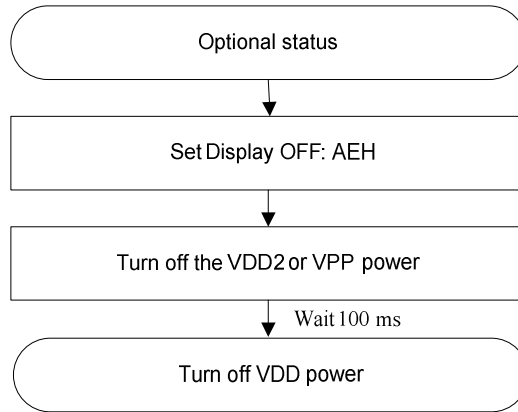 Optional status
Set Display OFF: AEH
Turn off the VDD2 or VPP power
Wait 100 ms
Turn off VDD power